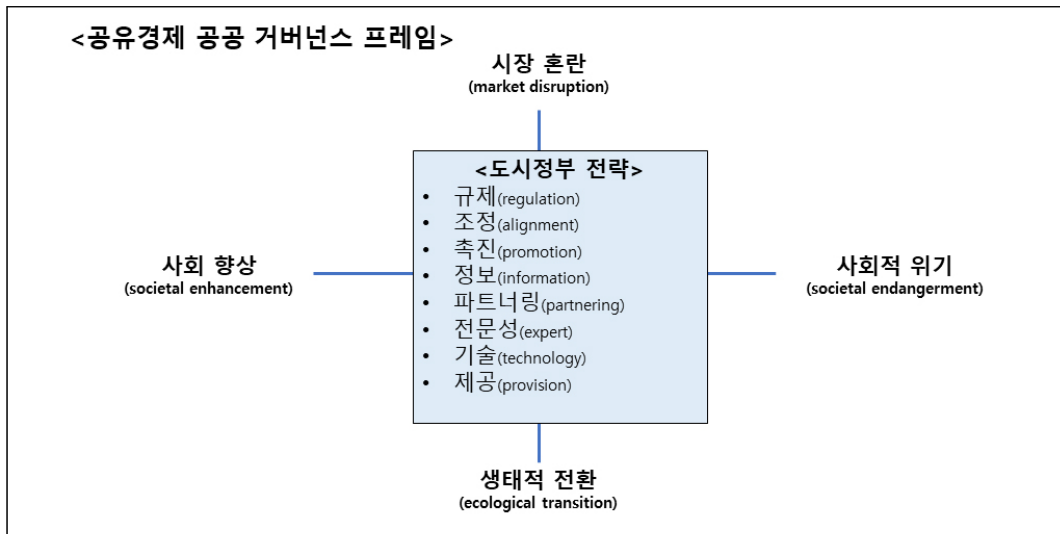 <공유경제 공공 거버넌스 프레임>
시장 혼란
(market disruption)
<도시정부 전략>
• 규제(regulation)
• 조정(alignment)
• 촉진(promotion)
• 정보(information)
• 파트너링(partnering)
• 전문성(expert)
• 기술(technology)
• 제공(provision)
사회 향상
(societal enhancement)
사회적 위기
(societal endangerment)
생태적 전환
(ecological transition)